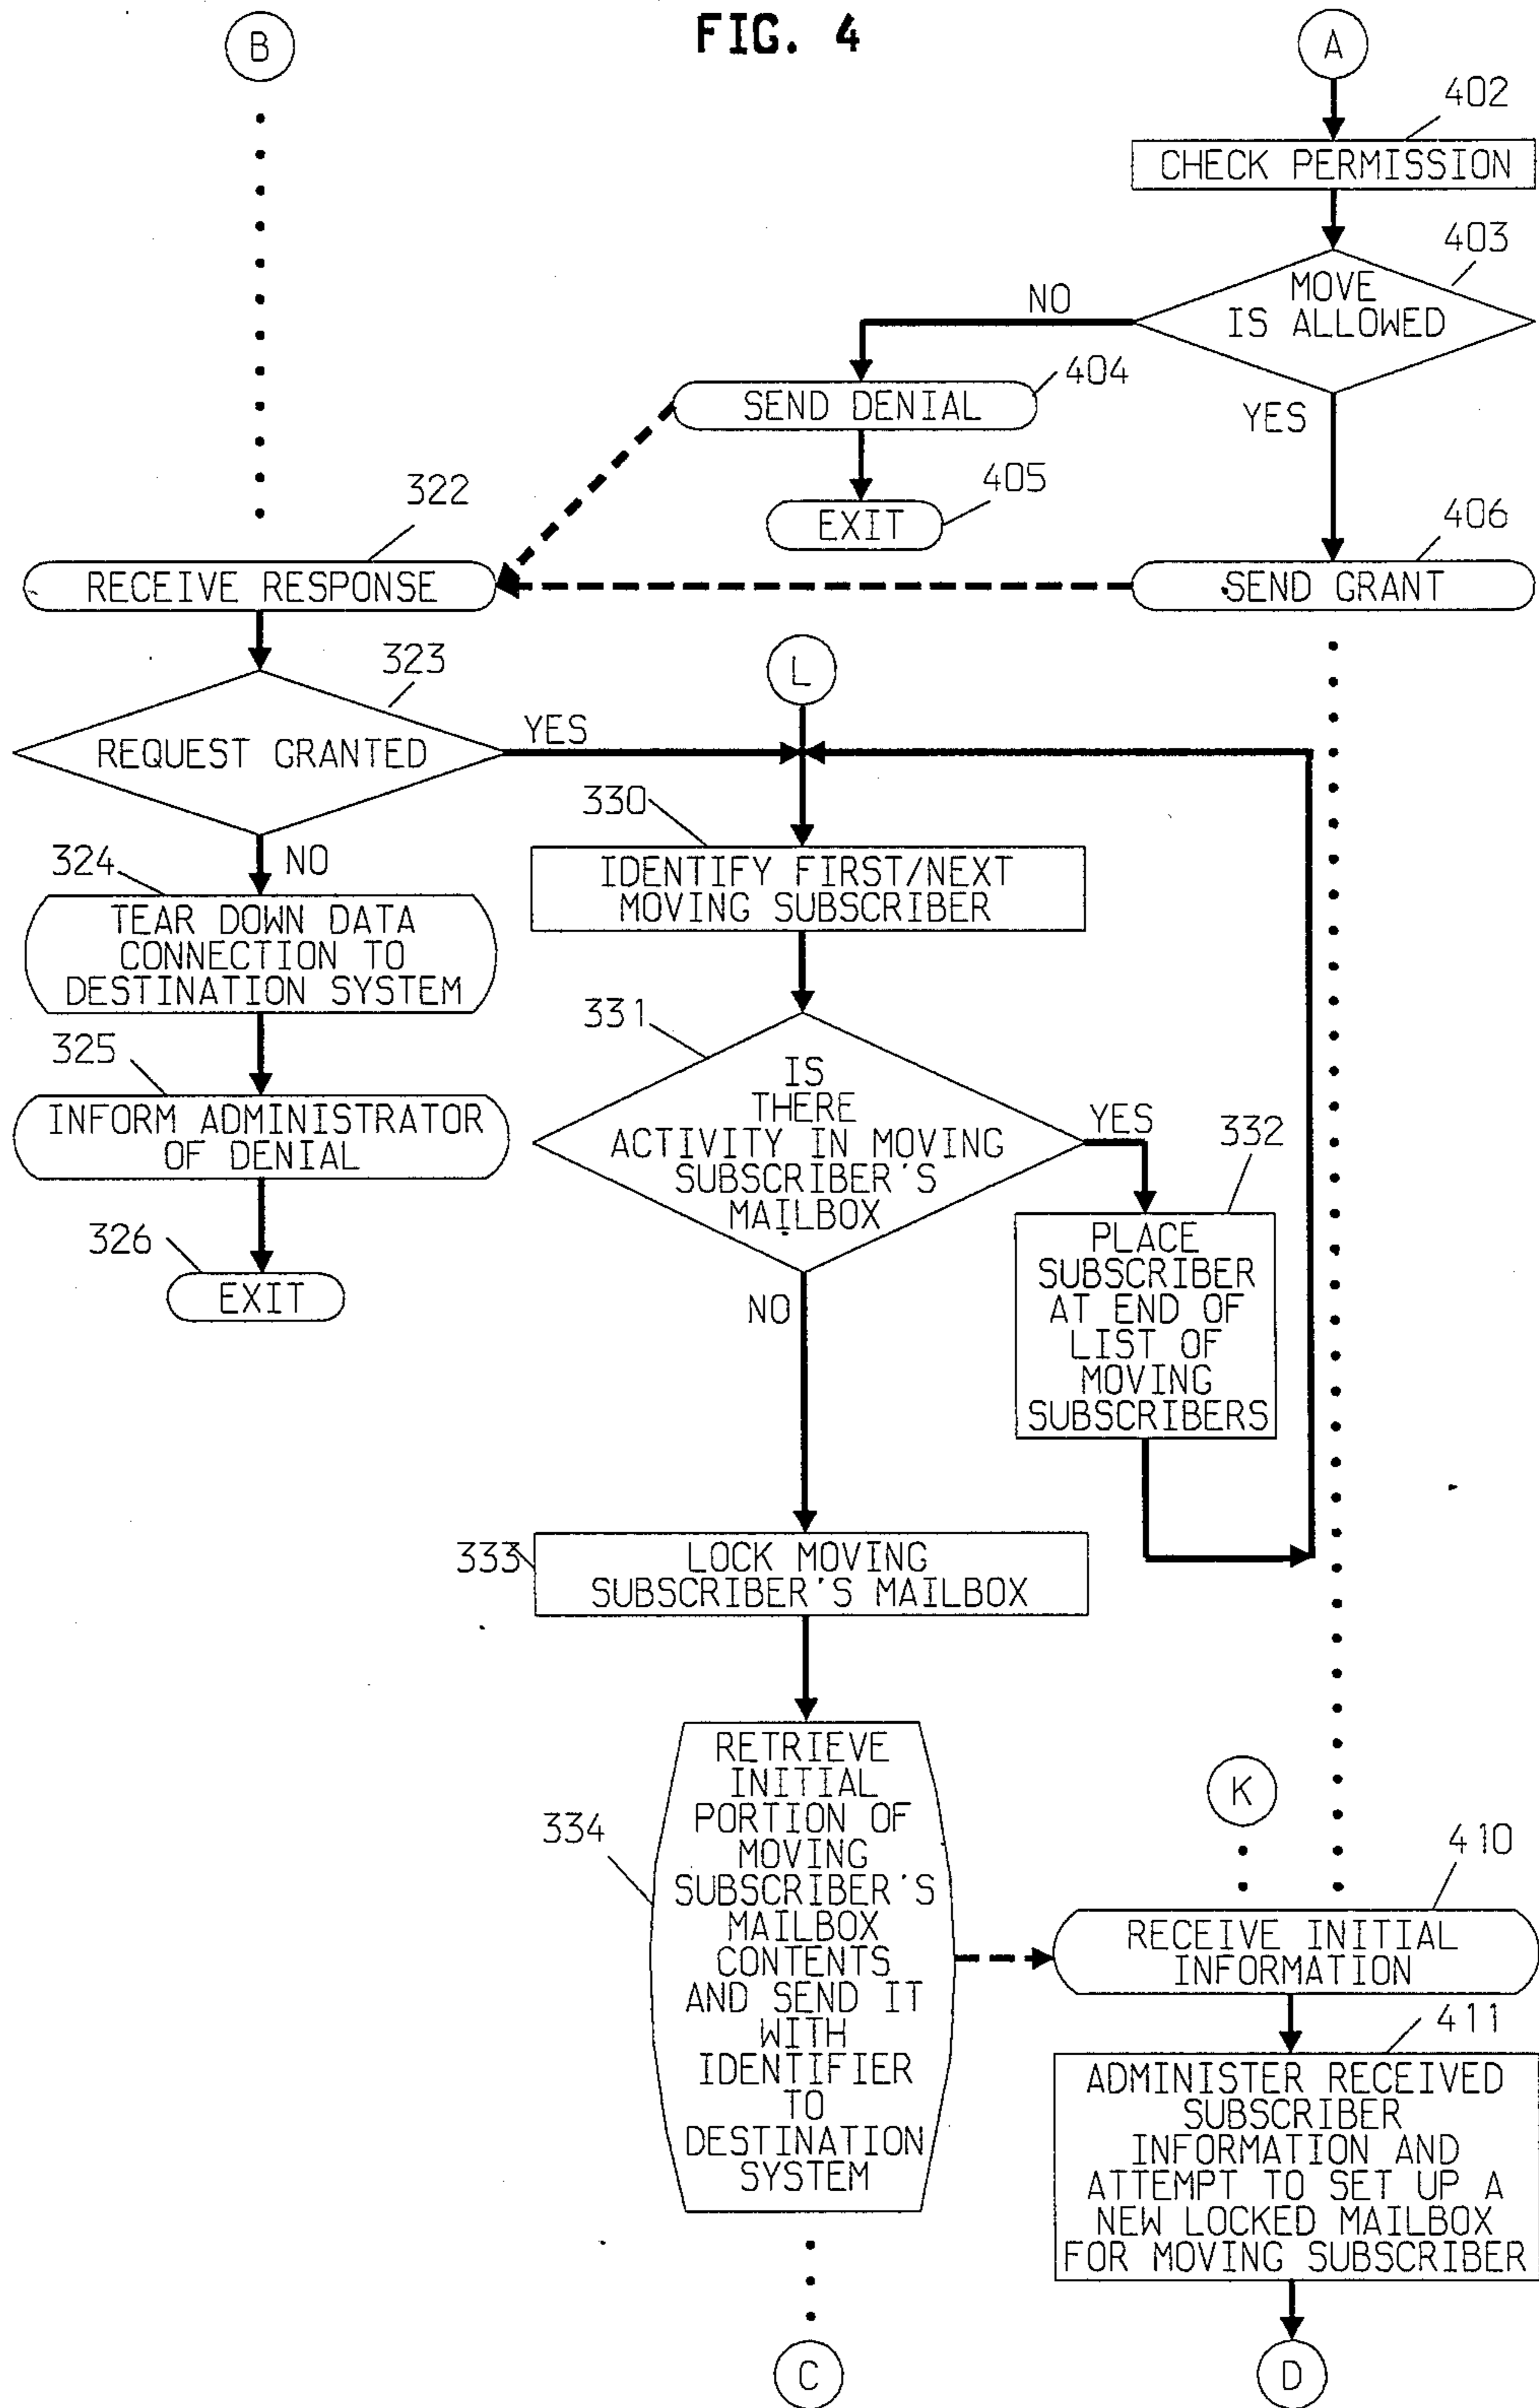 FIG. 4
B
A
402
CHECK PERMISSION
403
MOVE
IS ALLOWED
NO
YES
404
SEND DENIAL
405
EXIT
406
SEND GRANT
322
RECEIVE RESPONSE
323
REQUEST GRANTED
YES
NO
L
324
TEAR DOWN DATA
CONNECTION TO
DESTINATION SYSTEM
325
INFORM ADMINISTRATOR
OF DENIAL
326
EXIT
330
IDENTIFY FIRST/NEXT
MOVING SUBSCRIBER
331
IS
THERE
ACTIVITY IN MOVING
SUBSCRIBER'S
MAILBOX
YES
NO
332
PLACE
SUBSCRIBER
AT END OF
LIST OF
MOVING
SUBSCRIBERS
333
LOCK MOVING
SUBSCRIBER'S MAILBOX
334
RETRIEVE
INITIAL
PORTION OF
MOVING
SUBSCRIBER'S
MAILBOX
CONTENTS
AND SEND IT
WITH
IDENTIFIER
TO
DESTINATION
SYSTEM
K
410
RECEIVE INITIAL
INFORMATION
411
ADMINISTER RECEIVED
SUBSCRIBER
INFORMATION AND
ATTEMPT TO SET UP A
NEW LOCKED MAILBOX
FOR MOVING SUBSCRIBER
C
D